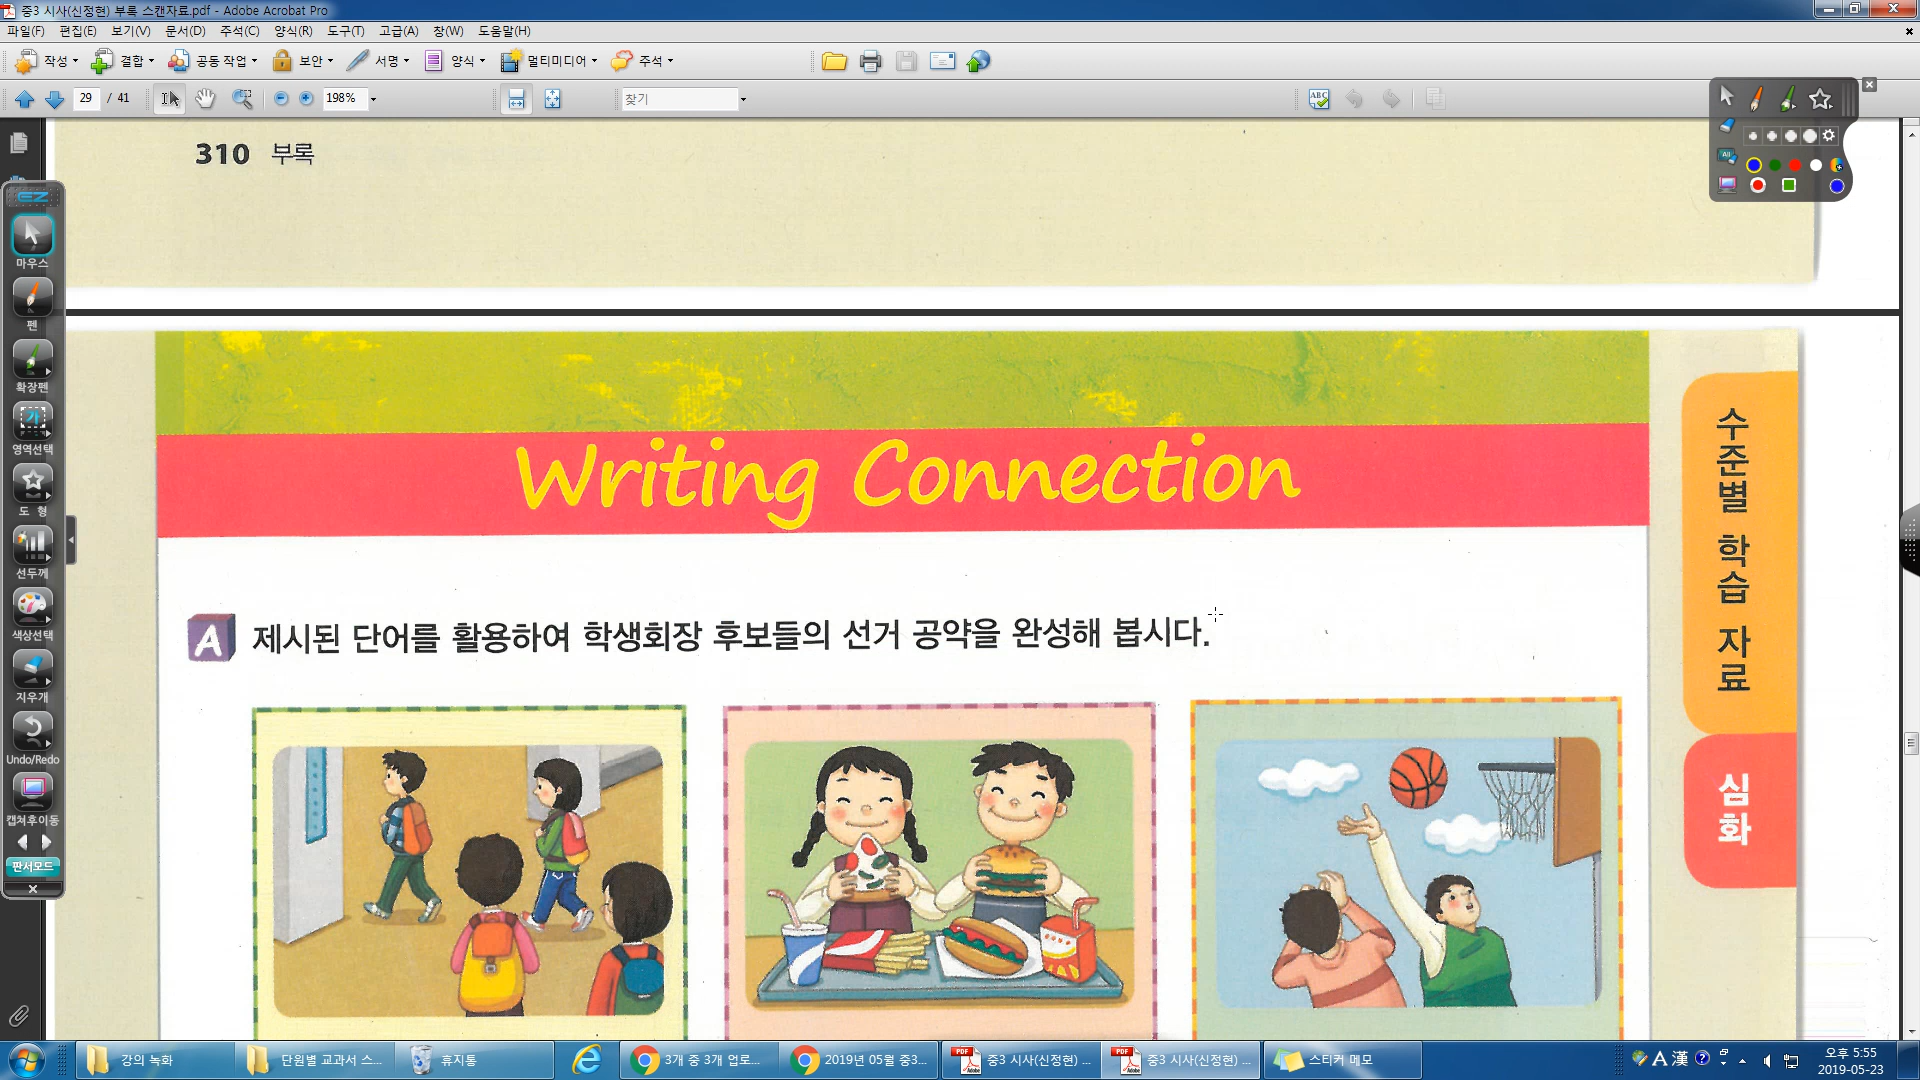 중3 시사(신정현) 부록 스캔자료.pdf - Adobe Acrobat Pro
파일(F) 편집(E) 보기(V) 문서(D) 주석(C) 양식(R) 도구(T) 고급(A) 창(W) 도움말(H)
작성 결합 공동 작업 보안 서명 양식 멀티미디어 주석
29 / 41 198% 찾기
ABC
All
310 부록
EZ
마우스
펜
확장펜
가
영역선택
도 형
선두께
색상선택
지우개
Undo/Redo
캡쳐후이동
판서모드
Writing Connection
A 제시된 단어를 활용하여 학생회장 후보들의 선거 공약을 완성해 봅시다.
수준별 학습 자료
심화
강의 녹화
단원별 교과서 스...
휴지통
3개 중 3개 업로...
2019년 05월 중3...
중3 시사(신정현) ...
중3 시사(신정현) ...
스티커 메모
A 漢
오후 5:55
2019-05-23